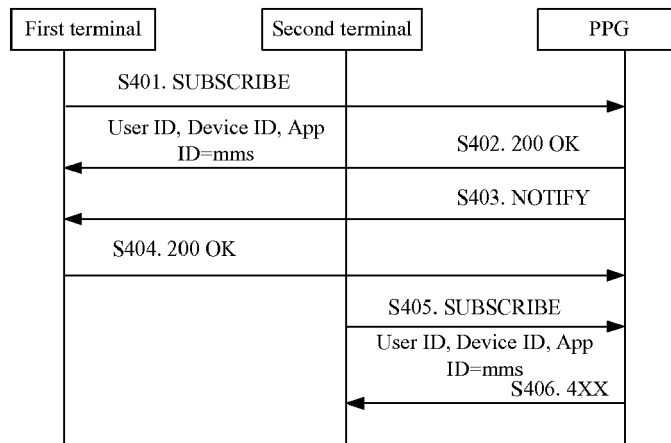 First terminal
Second terminal
PPG
S401. SUBSCRIBE
User ID, Device ID, App
ID=mms
S402. 200 OK
S403. NOTIFY
S404. 200 OK
S405. SUBSCRIBE
User ID, Device ID, App
ID=mms
S406. 4XX